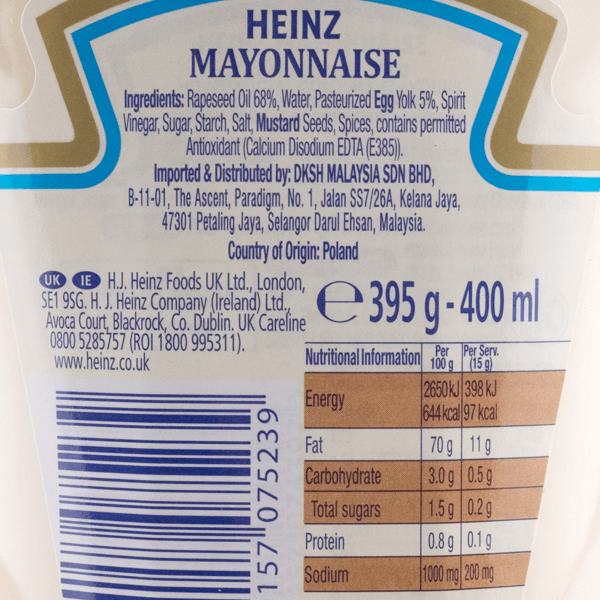 HEINZ
MAYONNAISE
Ingredients: Rapeseed Oil 68%, Water, Pasteurized Egg Yolk 5%, Spirit
Vinegar, Sugar, Starch, Salt, Mustard Seeds, Spices, contains permitted
Antioxidant (Calcium Disodium EDTA (E385)).
Imported & Distributed by: DKSH MALAYSIA SDN BHD,
B-11-01, The Ascent, Paradigm, No. 1, Jalan SS7/26A, Kelana Jaya,
47301 Petaling Jaya, Selangor Darul Ehsan, Malaysia.
Country of Origin: Poland
UK IE H.J. Heinz Foods UK Ltd., London,
SE1 9SG. H. J. Heinz Company (Ireland) Ltd.,
Avoca Court, Blackrock, Co. Dublin. UK Careline
0800 5285757 (ROI 1800 995311).
www.heinz.co.uk
e 395 g - 400 ml
Nutritional Information Per 100 g Per Serv. (15 g)
Energy 2650kJ 398 kJ
644kcal 97 kcal
Fat 70 g 11 g
Carbohydrate 3.0 g 0.5 g
Total sugars 1.5 g 0.2 g
Protein 0.8 g 0.1 g
Sodium 1000 mg 200 mg
157 075239